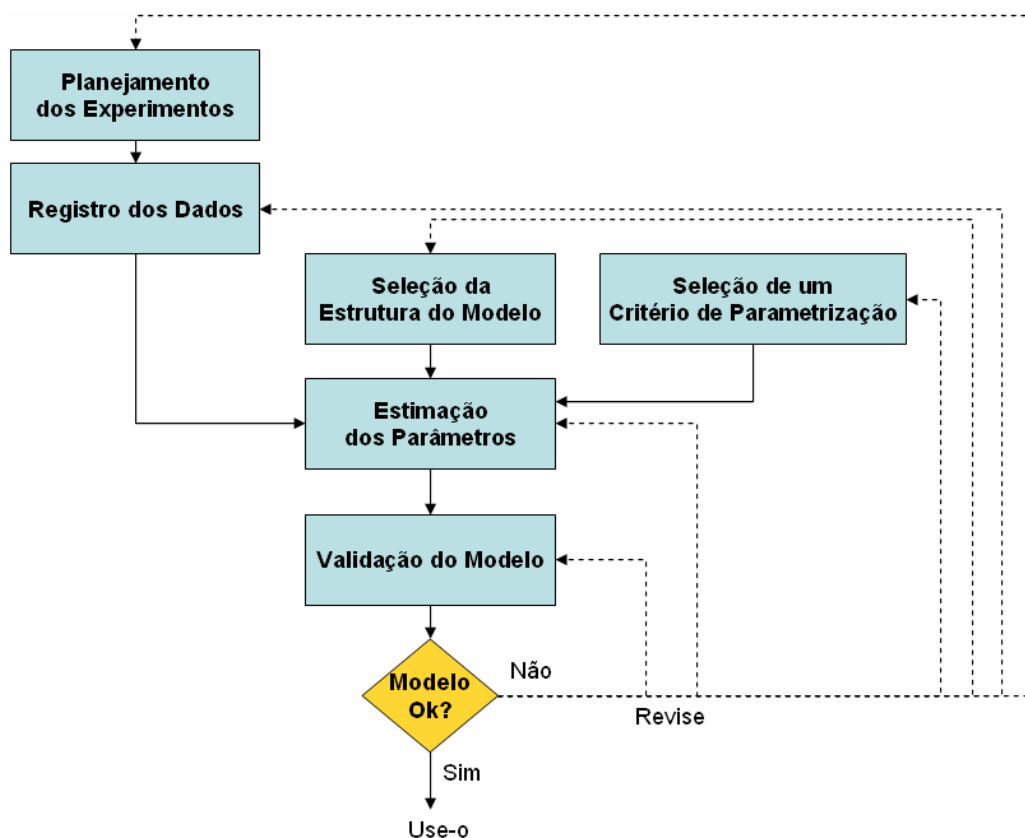 Planejamento
dos Experimentos
Registro dos Dados
Seleção da
Estrutura do Modelo
Seleção de um
Critério de Parametrização
Estimação
dos Parâmetros
Validação do Modelo
Modelo
Ok?
Não
Revise
Sim
Use-o